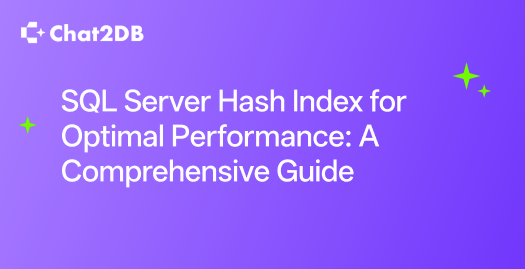 Chat2DB
SQL Server Hash Index for
Optimal Performance: A
Comprehensive Guide